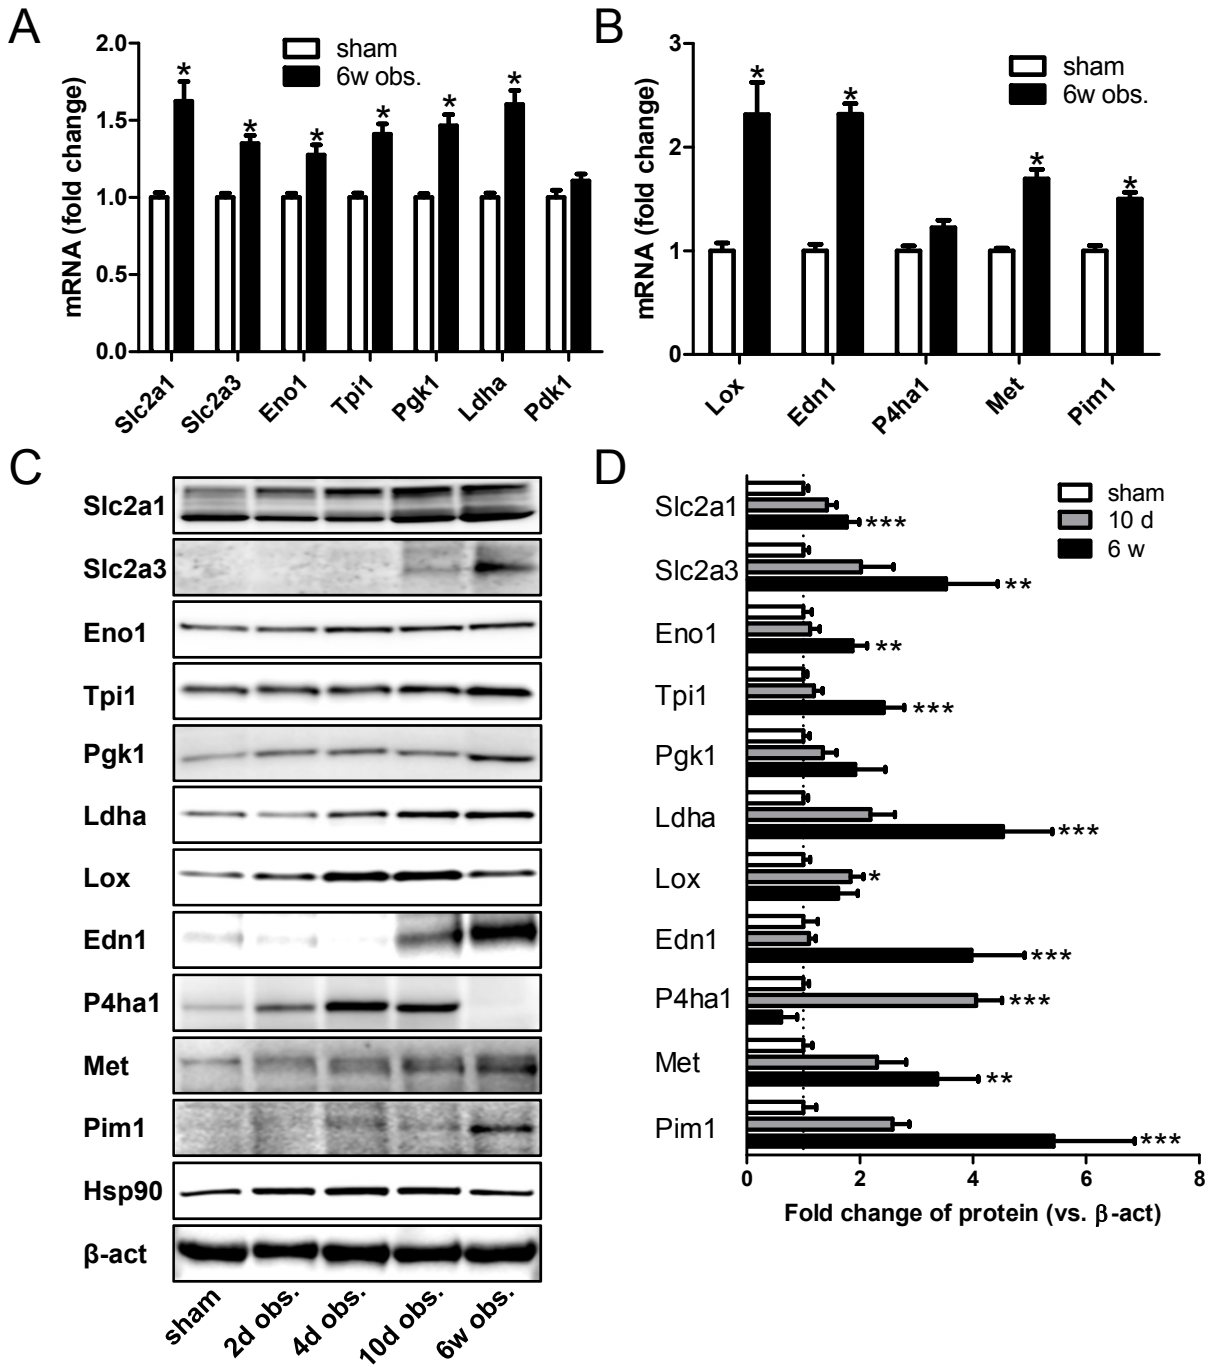 A
mRNA (fold change)
2.0
1.5
1.0
0.5
0.0
sham
6w obs.
* * * * * *
Slc2a1 Slc2a3 Eno1 Tpi1 Pgk1 Ldha Pdk1
B
mRNA (fold change)
3
2
1
0
sham
6w obs.
* * * *
Lox Edn1 P4ha1 Met Pim1
C
Slc2a1
Slc2a3
Eno1
Tpi1
Pgk1
Ldha
Lox
Edn1
P4ha1
Met
Pim1
Hsp90
β-act
sham 2d obs. 4d obs. 10d obs. 6w obs.
D
sham
10 d
6 w
Slc2a1 ***
Slc2a3 **
Eno1 **
Tpi1 ***
Pgk1
Ldha ***
Lox *
Edn1 ***
P4ha1 ***
Met **
Pim1 ***
0 2 4 6 8
Fold change of protein (vs. β-act)